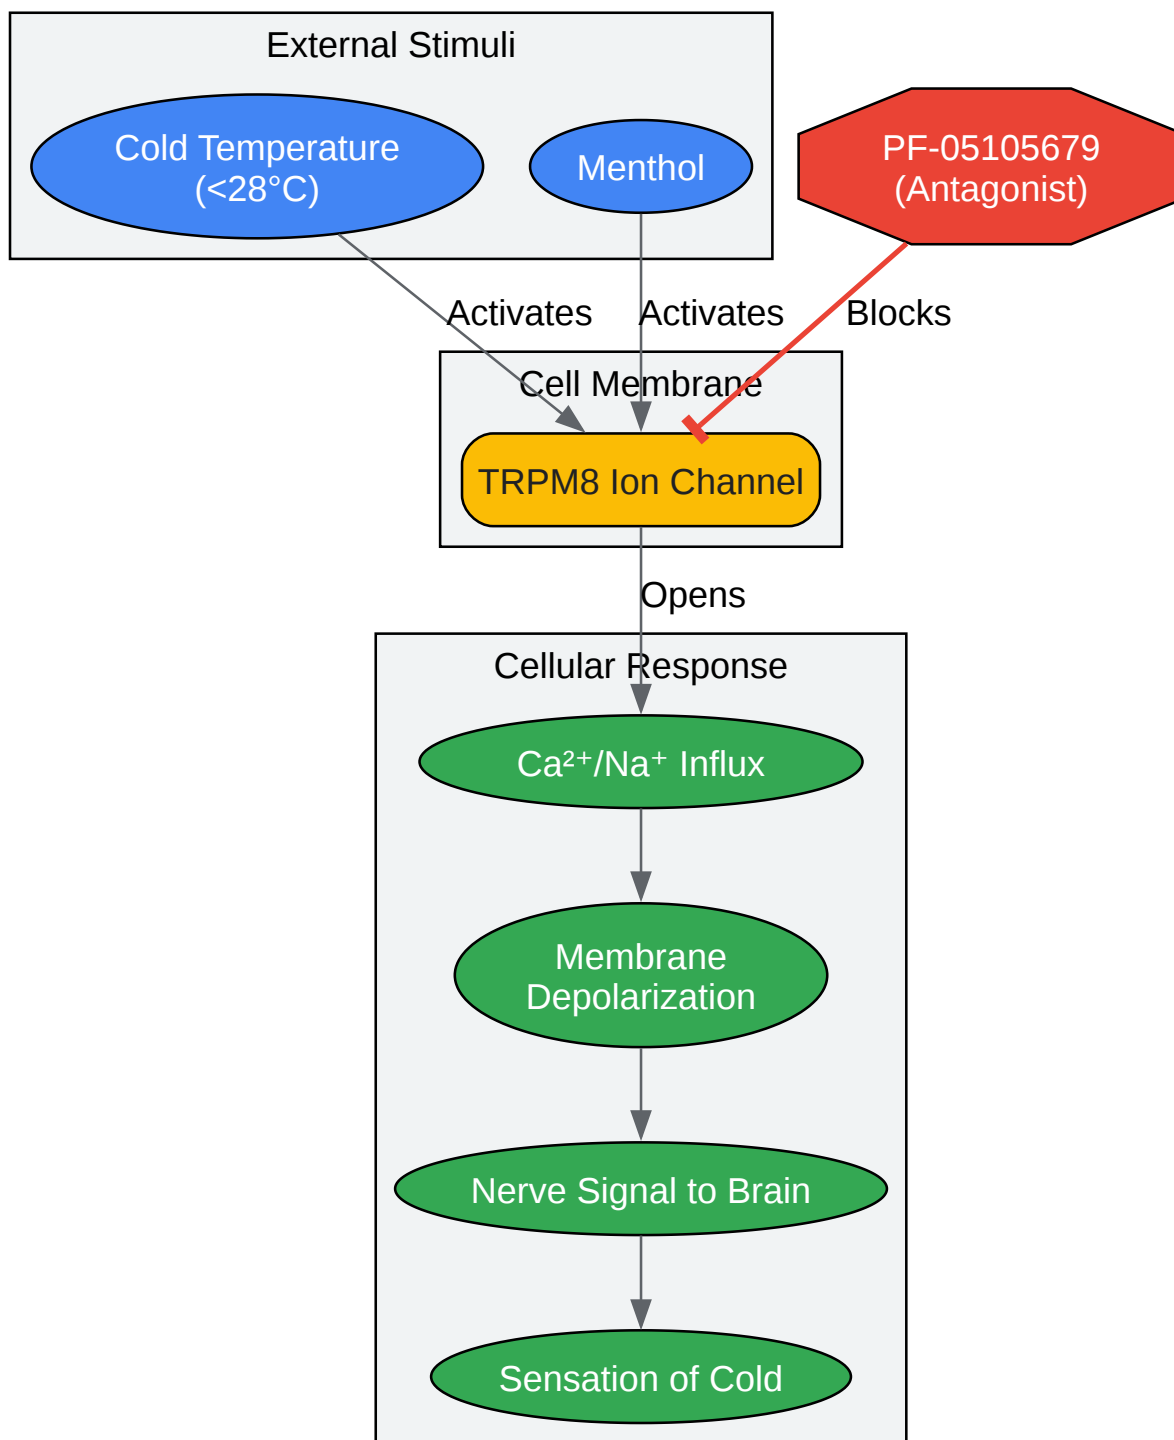 External Stimuli
Cold Temperature
(<28°C)
Menthol
PF-05105679
(Antagonist)
Activates
Activates
Blocks
Cell Membrane
TRPM8 Ion Channel
Opens
Cellular Response
Ca²⁺/Na⁺ Influx
Membrane
Depolarization
Nerve Signal to Brain
Sensation of Cold